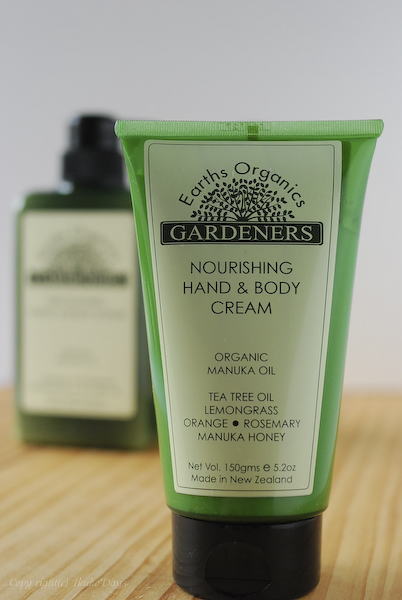 Earths Organics
GARDENERS
NOURISHING
HAND & BODY
CREAM
ORGANIC
MANUKA OIL
TEA TREE OIL
LEMONGRASS
ORANGE ● ROSEMARY
MANUKA HONEY
Net Vol. 150gms ℮ 5.2oz
Made in New Zealand